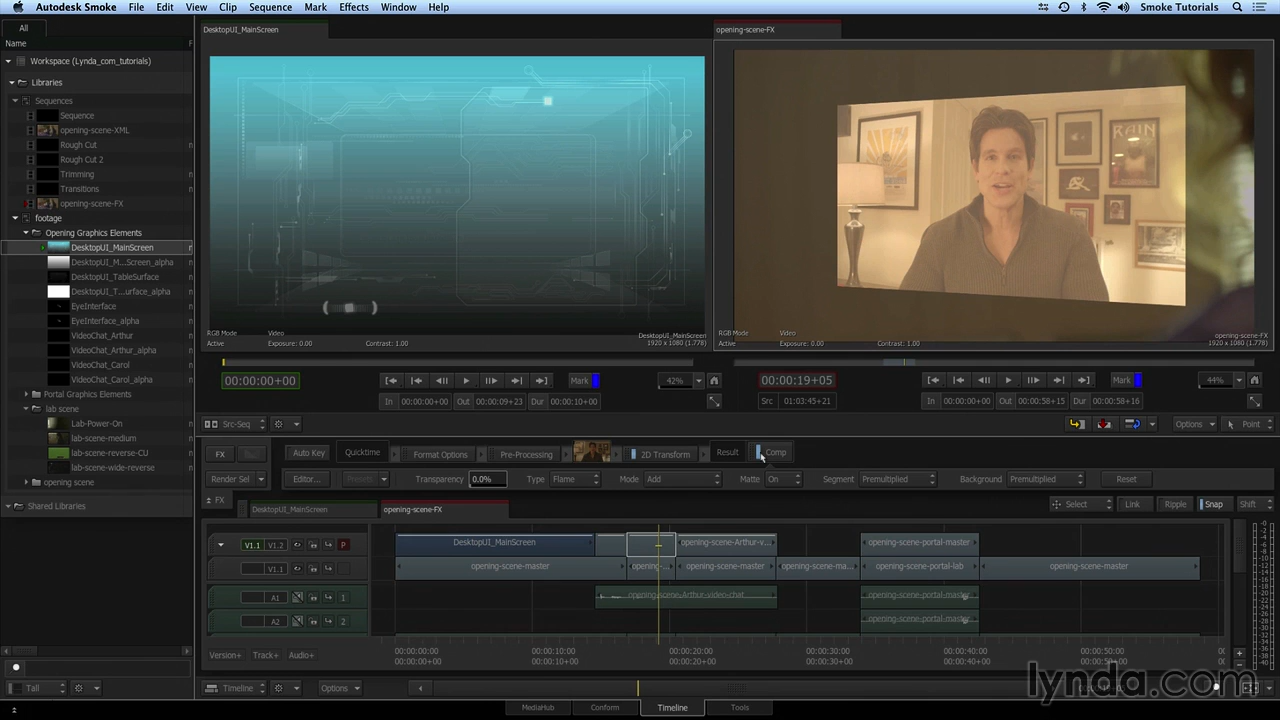 Autodesk Smoke File Edit View Clip Sequence Mark Effects Window Help Smoke Tutorials
All
Name
Workspace (Lynda_com_tutorials)
Libraries
Sequences
Sequence
opening-scene-XML
Rough Cut
Rough Cut 2
Trimming
Transitions
opening-scene-FX
footage
Opening Graphics Elements
DesktopUI_MainScreen
DesktopUI_M...Screen_alpha
DesktopUI_TableSurface
DesktopUI_T...urface_alpha
EyeInterface
EyeInterface_alpha
VideoChat_Arthur
VideoChat_Arthur_alpha
VideoChat_Carol
VideoChat_Carol_alpha
Portal Graphics Elements
lab scene
Lab-Power-On
lab-scene-medium
lab-scene-reverse-CU
lab-scene-wide-reverse
opening scene
Shared Libraries
Tall
DesktopUI_MainScreen
RGB Mode Video DesktopUI_MainScreen
Active Exposure: 0.00 Contrast: 1.00 1920 x 1080 (1.778)
opening-scene-FX
RAIN
RGB Mode Video opening-scene-FX
Active Exposure: 0.00 Contrast: 1.00 1920 x 1080 (1.778)
00:00:00+00 Mark 42%
In 00:00:00+00 Out 00:00:09+23 Dur 00:00:10+00
00:00:19+05 Mark 44%
Src 01:03:45+21 In 00:00:00+00 Out 00:00:58+15 Dur 00:00:58+16
Src-Seq Options Point
FX Auto Key Quicktime Format Options Pre-Processing 2D Transform Result Comp
Render Sel Editor... Presets Transparency 0.0% Type Flame Mode Add Matte On Segment Premultiplied Background Premultiplied Reset
FX DesktopUI_MainScreen opening-scene-FX Select Link Ripple Snap Shift
V1.1 V1.2 P DesktopUI_MainScreen opening-scene-Arthur-v... opening-scene-portal-master
V1.1 opening-scene-master opening-... opening-scene-master opening-scene-ma... opening-scene-portal-lab opening-scene-master
A1 1 opening-scene-Arthur-video-chat opening-scene-portal-master
A2 2 opening-scene-portal-master
Version+ Track+ Audio+
00:00:00:00 00:00:10:00 00:00:20:00 00:00:30:00 00:00:40:00 00:00:50:00
00:00:00+00 00:00:10+00 00:00:20+00 00:00:30+00 00:00:40+00 00:00:50+00
Timeline Options
lynda.com
MediaHub Conform Timeline Tools